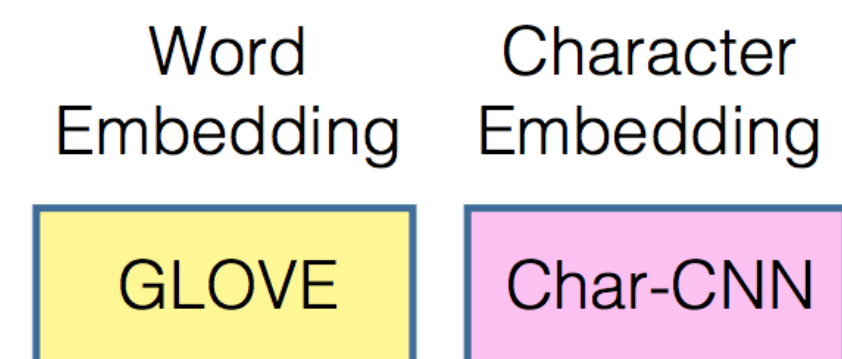 Word
Embedding
Character
Embedding
GLOVE
Char-CNN